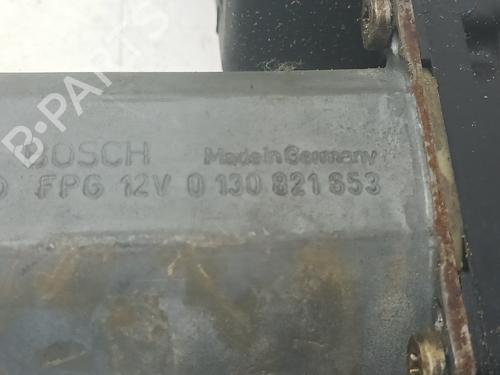 BOSCH Made in Germany
FPG 12V 0 130 821 653
B-PARTS